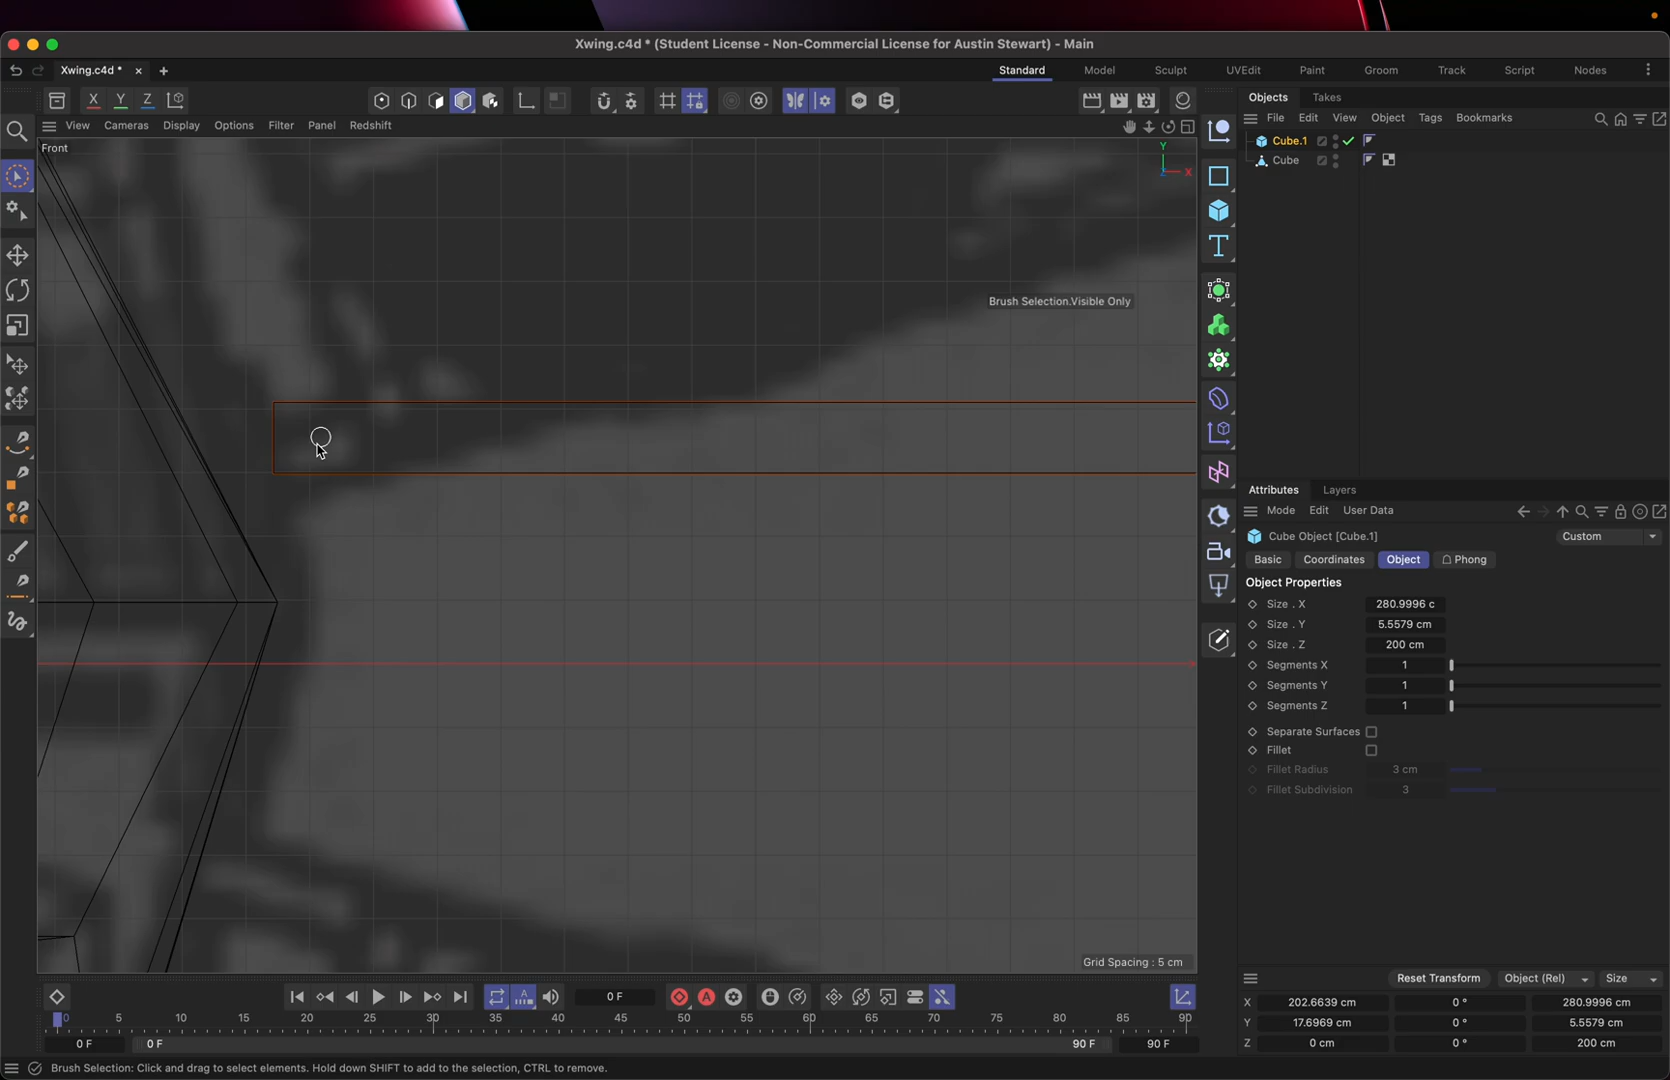 Xwing.c4d * (Student License - Non-Commercial License for Austin Stewart) - Main
Xwing.c4d * × +
Standard Model Sculpt UVEdit Paint Groom Track Script Nodes
X Y Z
Objects Takes
File Edit View Object Tags Bookmarks
View Cameras Display Options Filter Panel Redshift
Cube.1
Cube
Front
Y
X
Z
Brush Selection.Visible Only
Grid Spacing : 5 cm
Attributes Layers
Mode Edit User Data
Cube Object [Cube.1] Custom
Basic Coordinates Object Phong
Object Properties
Size . X 280.9996 c
Size . Y 5.5579 cm
Size . Z 200 cm
Segments X 1
Segments Y 1
Segments Z 1
Separate Surfaces
Fillet
Fillet Radius 3 cm
Fillet Subdivision 3
Reset Transform Object (Rel) Size
X 202.6639 cm 0 ° 280.9996 cm
Y 17.6969 cm 0 ° 5.5579 cm
Z 0 cm 0 ° 200 cm
A 0 F A
0 5 10 15 20 25 30 35 40 45 50 55 60 65 70 75 80 85 90
0 F 0 F 90 F 90 F
Brush Selection: Click and drag to select elements. Hold down SHIFT to add to the selection, CTRL to remove.